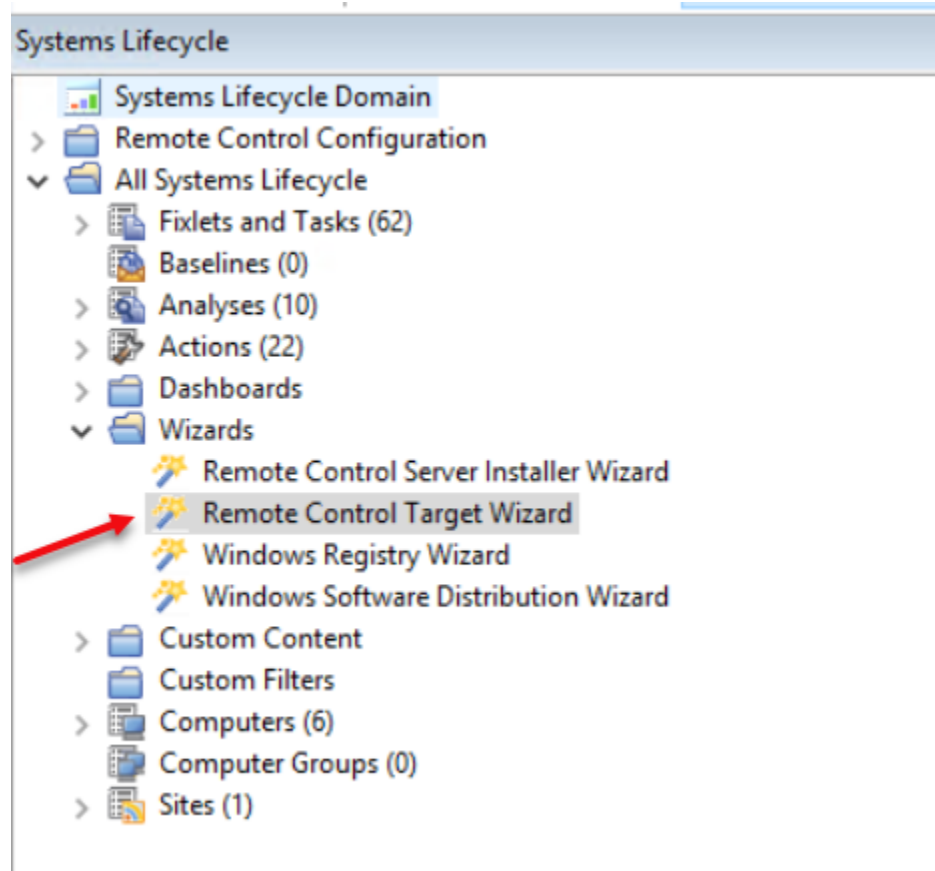 Systems Lifecycle
Systems Lifecycle Domain
Remote Control Configuration
All Systems Lifecycle
Fixlets and Tasks (62)
Baselines (0)
Analyses (10)
Actions (22)
Dashboards
Wizards
Remote Control Server Installer Wizard
Remote Control Target Wizard
Windows Registry Wizard
Windows Software Distribution Wizard
Custom Content
Custom Filters
Computers (6)
Computer Groups (0)
Sites (1)